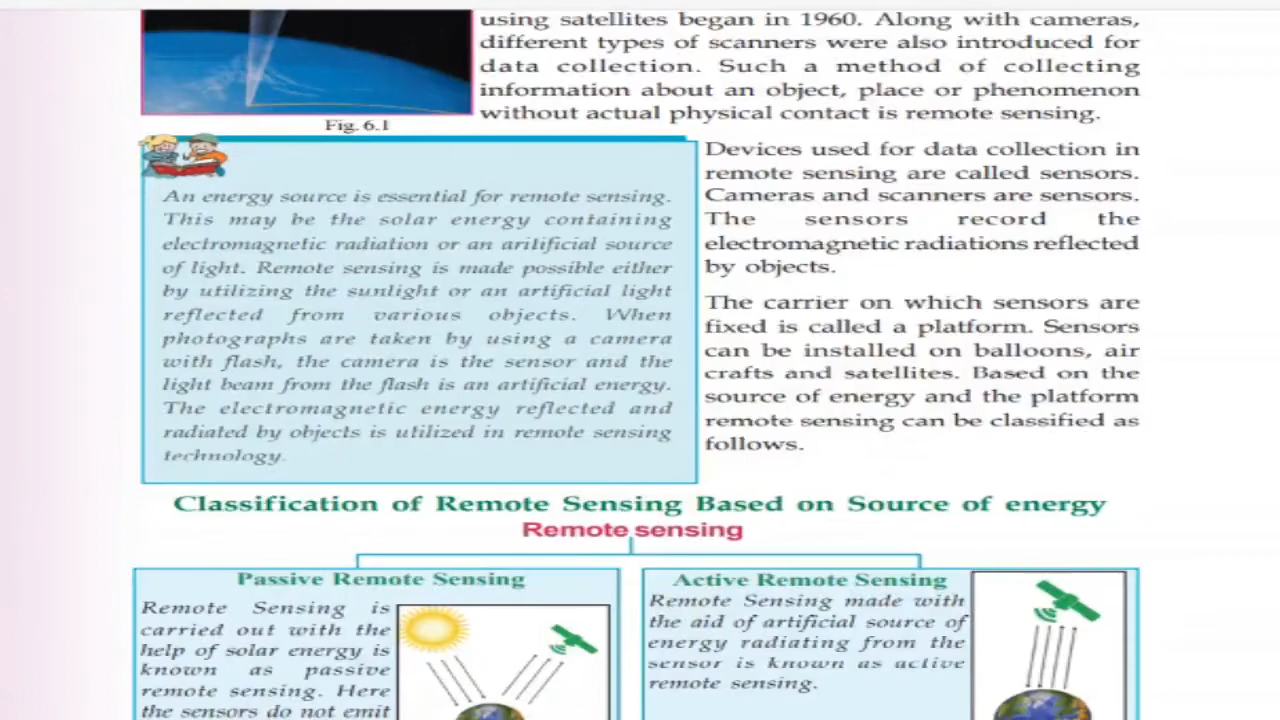 using satellites began in 1960. Along with cameras,
different types of scanners were also introduced for
data collection. Such a method of collecting
information about an object, place or phenomenon
without actual physical contact is remote sensing.
Fig. 6.1
An energy source is essential for remote sensing.
This may be the solar energy containing
electromagnetic radiation or an aritificial source
of light. Remote sensing is made possible either
by utilizing the sunlight or an artificial light
reflected from various objects. When
photographs are taken by using a camera
with flash, the camera is the sensor and the
light beam from the flash is an artificial energy.
The electromagnetic energy reflected and
radiated by objects is utilized in remote sensing
technology.
Devices used for data collection in
remote sensing are called sensors.
Cameras and scanners are sensors.
The sensors record the
electromagnetic radiations reflected
by objects.
The carrier on which sensors are
fixed is called a platform. Sensors
can be installed on balloons, air
crafts and satellites. Based on the
source of energy and the platform
remote sensing can be classified as
follows.
Classification of Remote Sensing Based on Source of energy
Remote sensing
Passive Remote Sensing
Remote Sensing is
carried out with the
help of solar energy is
known as passive
remote sensing. Here
the sensors do not emit
Active Remote Sensing
Remote Sensing made with
the aid of artificial source of
energy radiating from the
sensor is known as active
remote sensing.